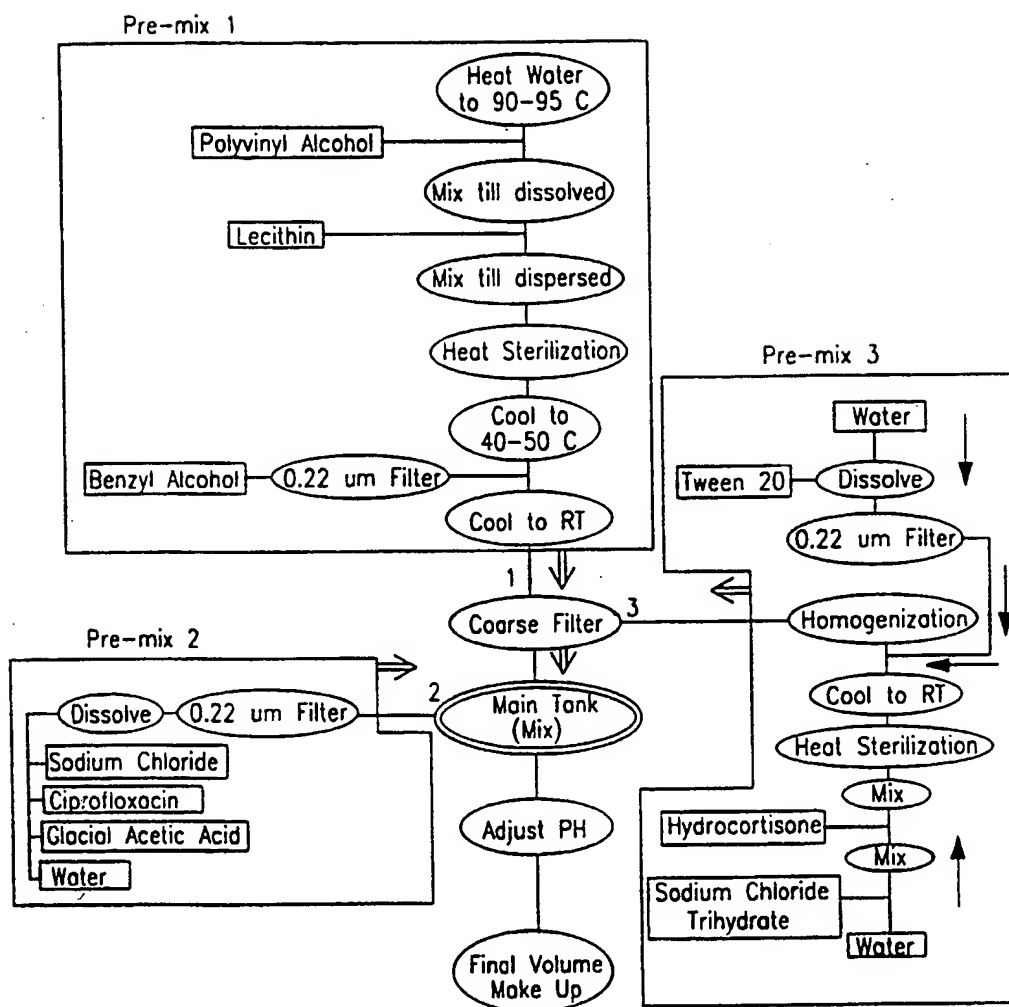 Pre-mix 1
Heat Water
to 90-95 C
Polyvinyl Alcohol
Mix till dissolved
Lecithin
Mix till dispersed
Heat Sterilization
Cool to
40-50 C
Benzyl Alcohol
0.22 um Filter
Cool to RT
1
Coarse Filter
3
Pre-mix 2
Dissolve
0.22 um Filter
2
Main Tank
(Mix)
Sodium Chloride
Ciprofloxacin
Glacial Acetic Acid
Water
Adjust PH
Final Volume
Make Up
Pre-mix 3
Water
Tween 20
Dissolve
0.22 um Filter
Homogenization
Cool to RT
Heat Sterilization
Mix
Hydrocortisone
Mix
Sodium Chloride
Trihydrate
Water